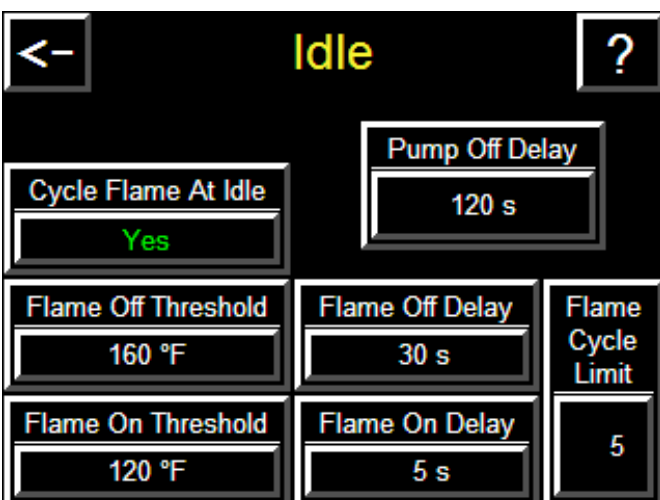 <-
Idle
?
Pump Off Delay
120 s
Cycle Flame At Idle
Yes
Flame Off Threshold
160 °F
Flame Off Delay
30 s
Flame
Cycle
Limit
5
Flame On Threshold
120 °F
Flame On Delay
5 s